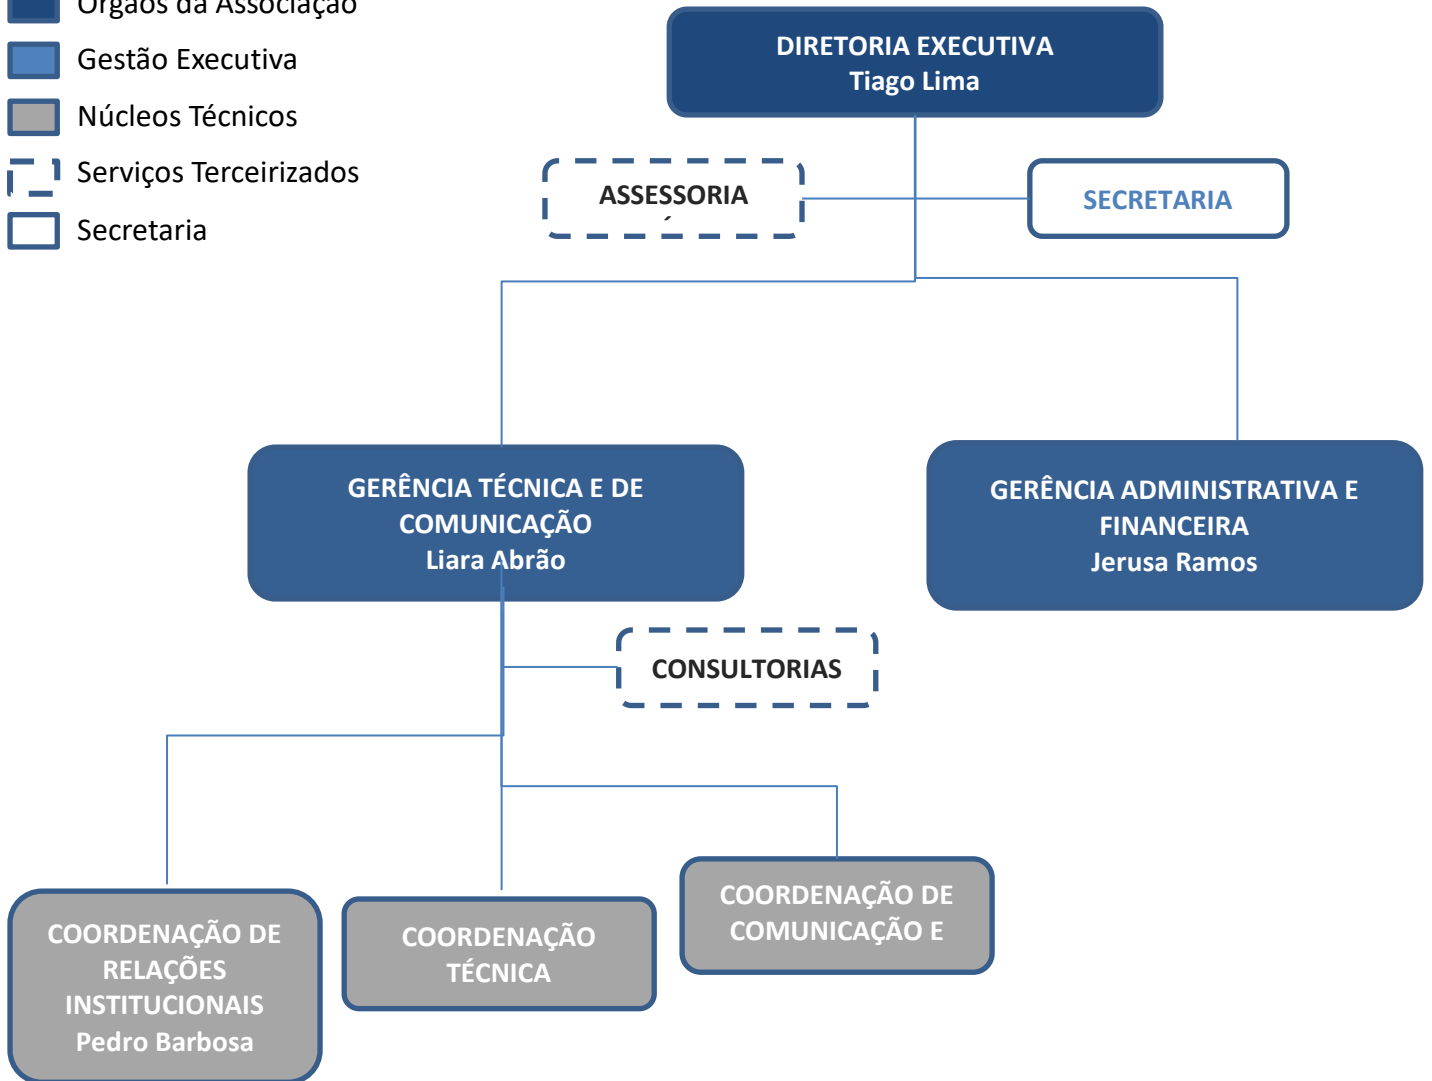 Órgãos da Associação
Gestão Executiva
Núcleos Técnicos
Serviços Terceirizados
Secretaria
DIRETORIA EXECUTIVA
Tiago Lima
ASSESSORIA
SECRETARIA
GERÊNCIA TÉCNICA E DE
COMUNICAÇÃO
Liara Abrão
GERÊNCIA ADMINISTRATIVA E
FINANCEIRA
Jerusa Ramos
CONSULTORIAS
COORDENAÇÃO DE
RELAÇÕES
INSTITUCIONAIS
Pedro Barbosa
COORDENAÇÃO
TÉCNICA
COORDENAÇÃO DE
COMUNICAÇÃO E